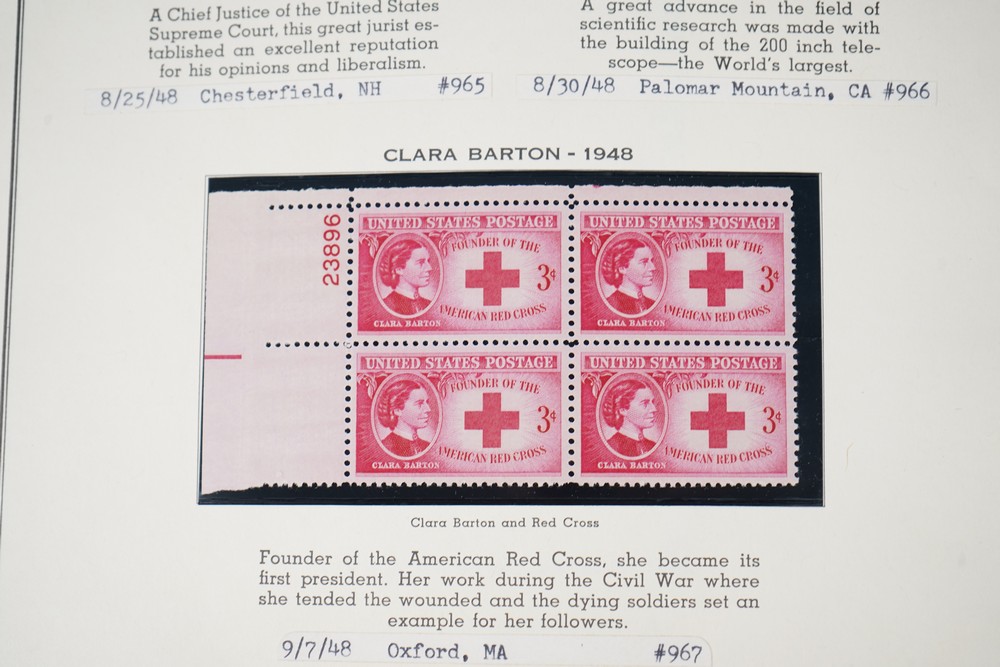 A Chief Justice of the United States
Supreme Court, this great jurist es-
tablished an excellent reputation
for his opinions and liberalism.
8/25/48 Chesterfield, NH #965
A great advance in the field of
scientific research was made with
the building of the 200 inch tele-
scope—the World's largest.
8/30/48 Palomar Mountain, CA #966
CLARA BARTON - 1948
23896
UNITED STATES POSTAGE
FOUNDER OF THE
3¢
AMERICAN RED CROSS
CLARA BARTON
UNITED STATES POSTAGE
FOUNDER OF THE
3¢
AMERICAN RED CROSS
CLARA BARTON
UNITED STATES POSTAGE
FOUNDER OF THE
3¢
AMERICAN RED CROSS
CLARA BARTON
UNITED STATES POSTAGE
FOUNDER OF THE
3¢
AMERICAN RED CROSS
CLARA BARTON
Clara Barton and Red Cross
Founder of the American Red Cross, she became its
first president. Her work during the Civil War where
she tended the wounded and the dying soldiers set an
example for her followers.
9/7/48 Oxford, MA #967